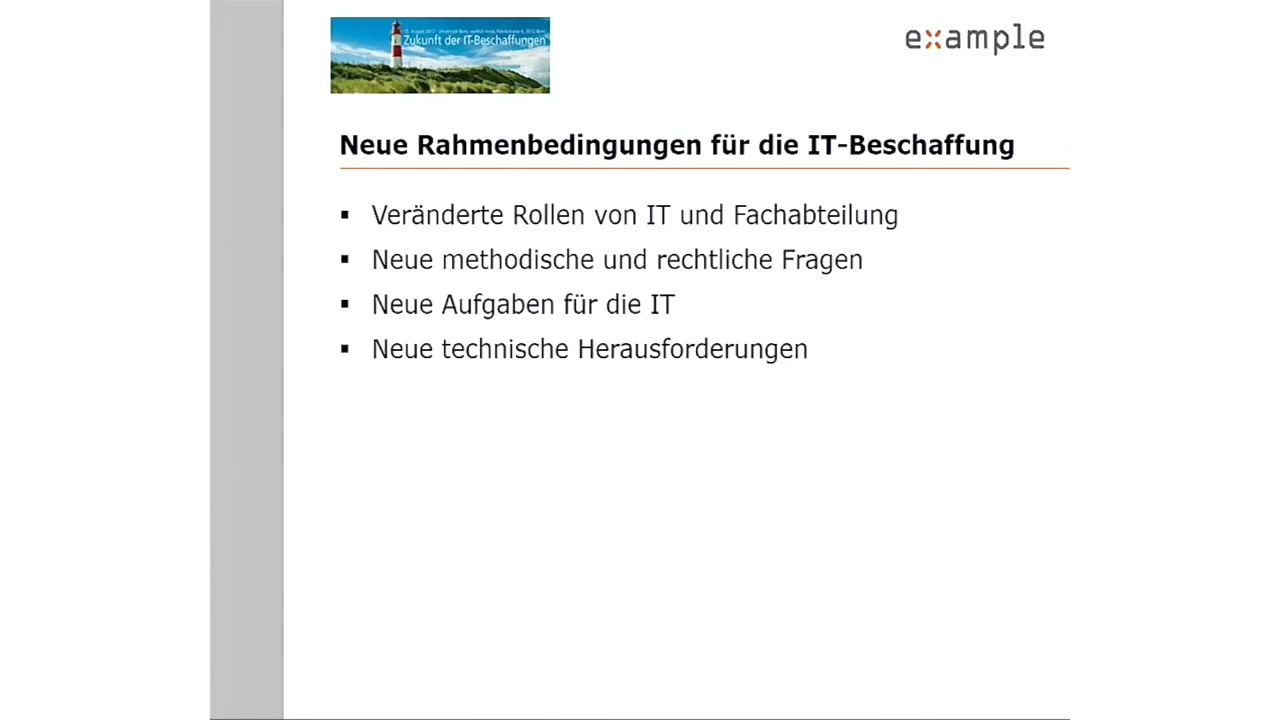 Zukunft der IT-Beschaffungen
example
Neue Rahmenbedingungen für die IT-Beschaffung
▪ Veränderte Rollen von IT und Fachabteilung
▪ Neue methodische und rechtliche Fragen
▪ Neue Aufgaben für die IT
▪ Neue technische Herausforderungen